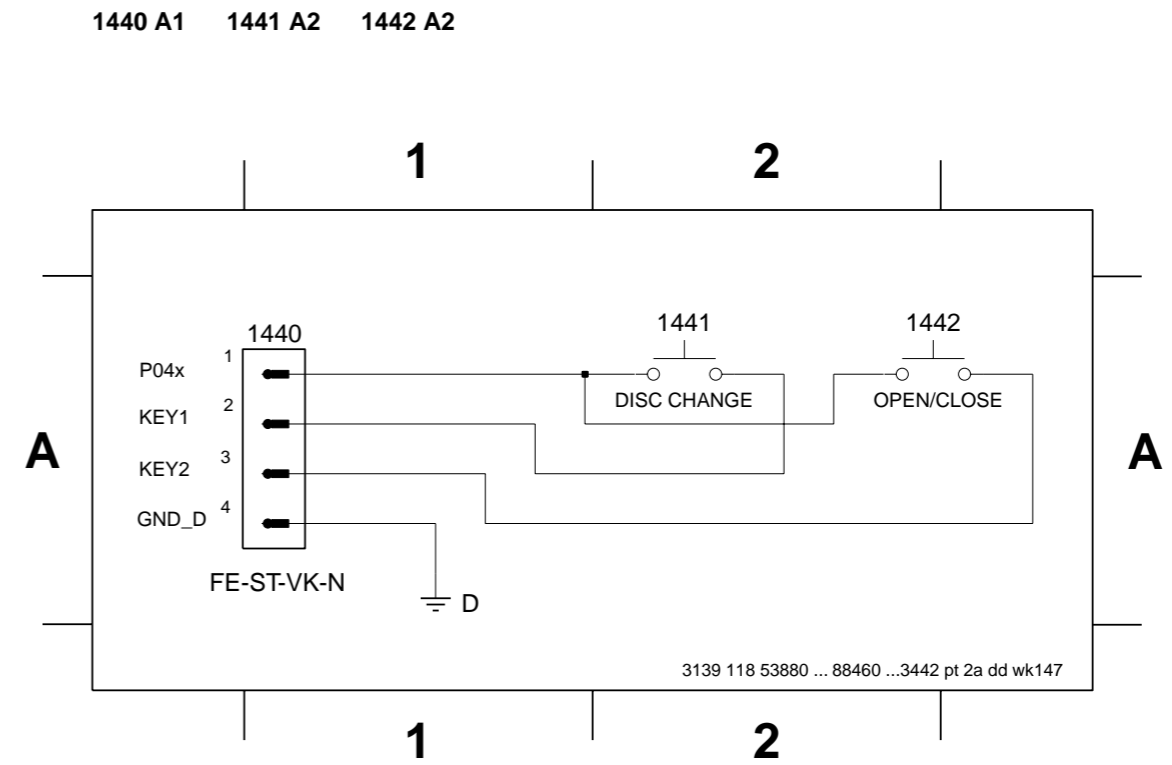 1440 A1 1441 A2 1442 A2
1 2
1440 1441 1442
P04x 1
DISC CHANGE OPEN/CLOSE
KEY1 2
A A
KEY2 3
GND_D 4
FE-ST-VK-N
D
3139 118 53880 ... 88460 ...3442 pt 2a dd wk147
1 2